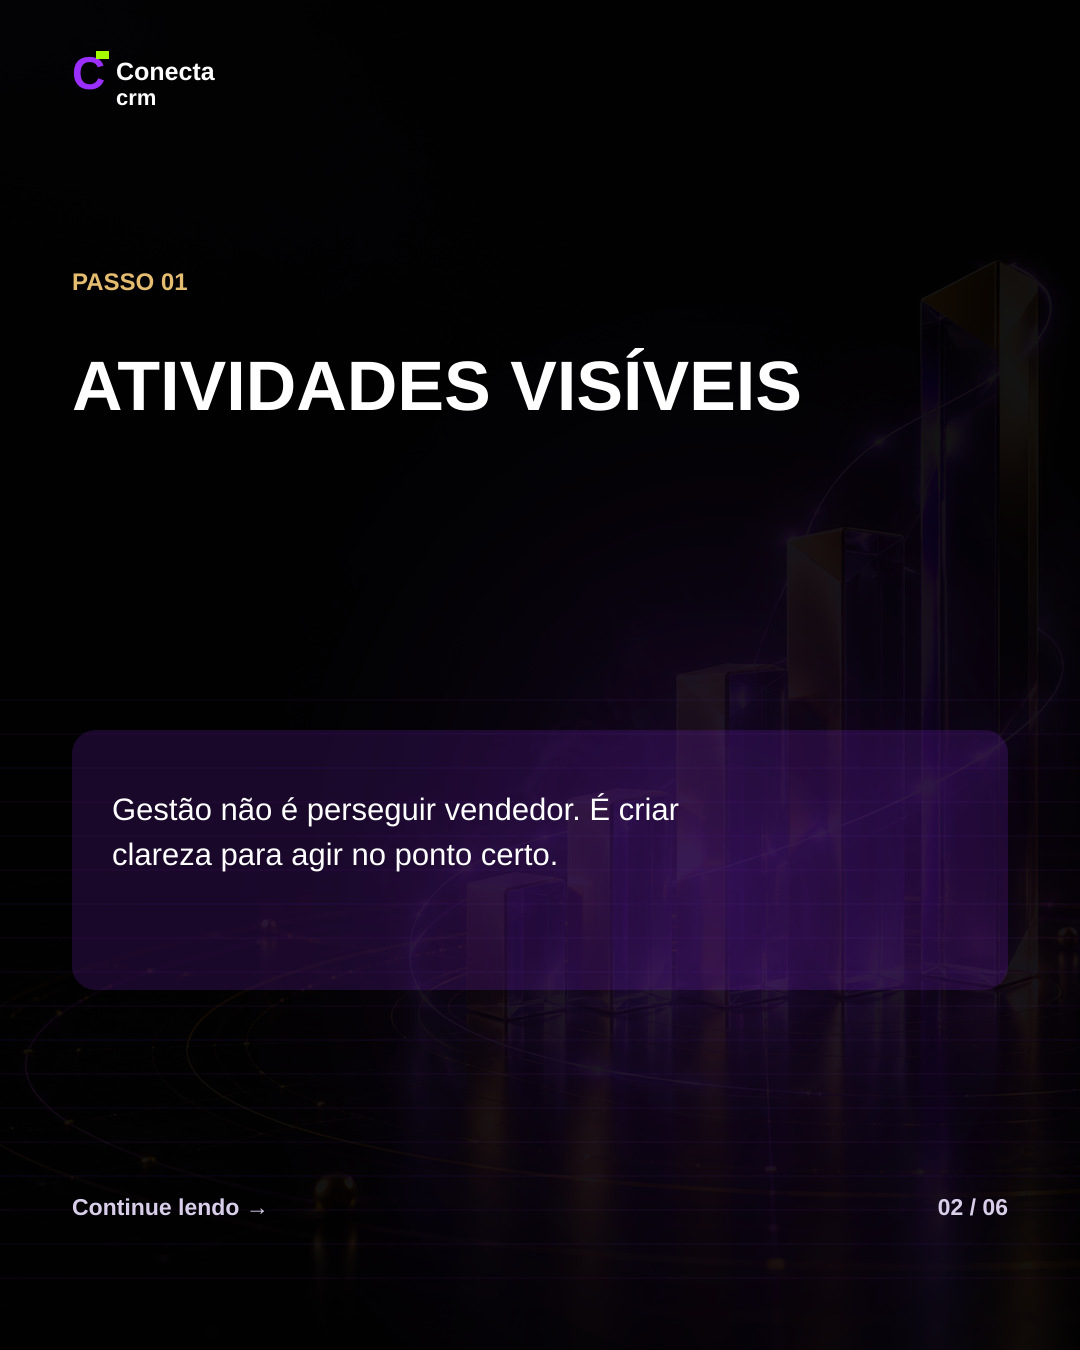 Conecta
crm
PASSO 01
ATIVIDADES VISÍVEIS
Gestão não é perseguir vendedor. É criar
clareza para agir no ponto certo.
Continue lendo →
02 / 06